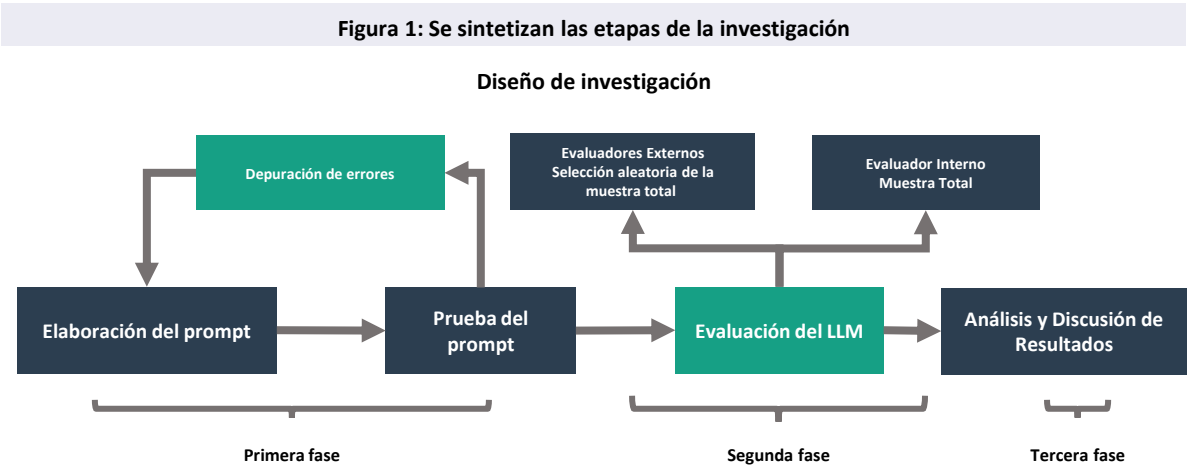 Figura 1: Se sintetizan las etapas de la investigación
Diseño de investigación
Depuración de errores
Evaluadores Externos
Selección aleatoria de la
muestra total
Evaluador Interno
Muestra Total
Elaboración del prompt
Prueba del
prompt
Evaluación del LLM
Análisis y Discusión de
Resultados
Primera fase
Segunda fase
Tercera fase